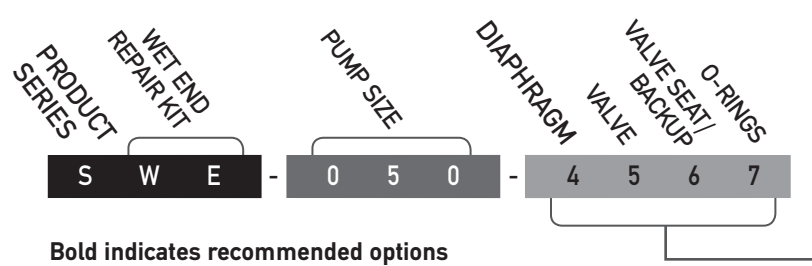 PRODUCT
SERIES
WET END
REPAIR KIT
PUMP SIZE
DIAPHRAGM
VALVE
VALVE SEAT/
BACKUP
O-RINGS
S W E - 0 5 0 - 4 5 6 7
Bold indicates recommended options